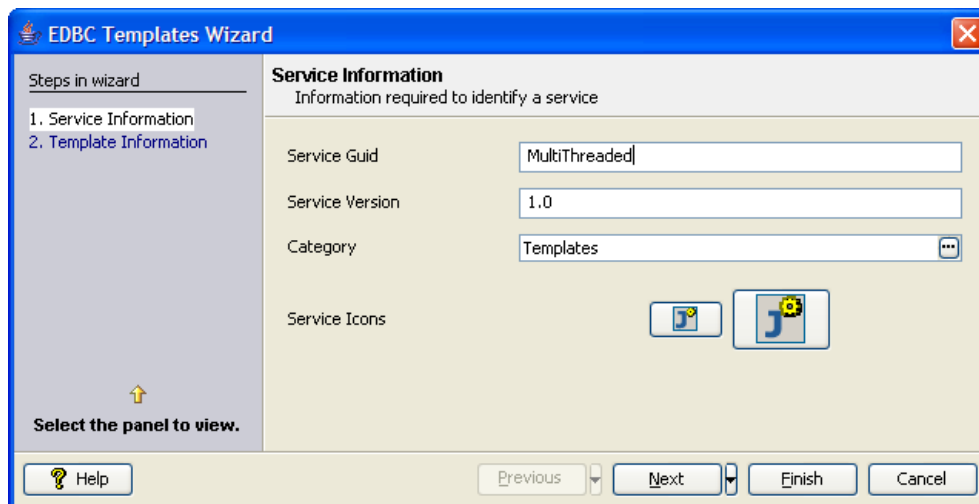 EDBC Templates Wizard
Steps in wizard
1. Service Information
2. Template Information
Select the panel to view.
Service Information
Information required to identify a service
Service Guid
MultiThreaded
Service Version
1.0
Category
Templates
...
Service Icons
J
J
? Help
Previous
Next
Finish
Cancel